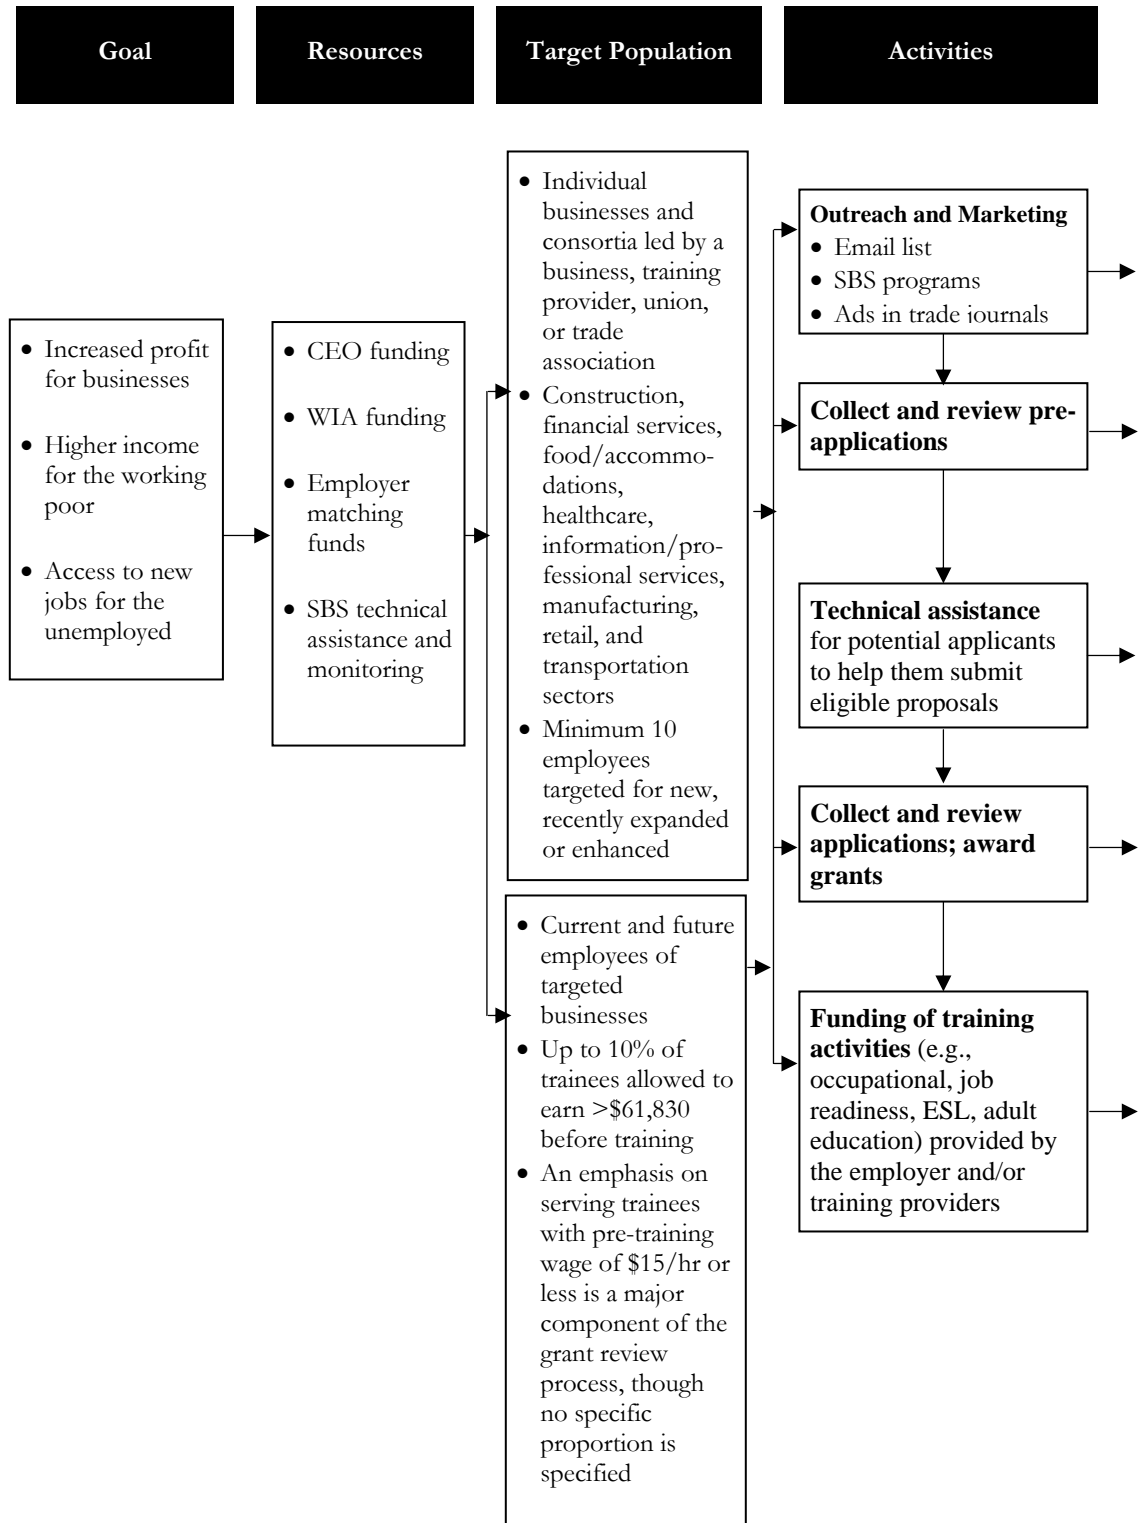 Goal
Resources
Target Population
Activities
• Increased profit
for businesses
• Higher income
for the working
poor
• Access to new
jobs for the
unemployed
• CEO funding
• WIA funding
• Employer
matching
funds
• SBS technical
assistance and
monitoring
• Individual
businesses and
consortia led by a
business, training
provider, union,
or trade
association
• Construction,
financial services,
food/accommo-
dations,
healthcare,
information/pro-
fessional services,
manufacturing,
retail, and
transportation
sectors
• Minimum 10
employees
targeted for new,
recently expanded
or enhanced
• Current and future
employees of
targeted
businesses
• Up to 10% of
trainees allowed to
earn >$61,830
before training
• An emphasis on
serving trainees
with pre-training
wage of $15/hr or
less is a major
component of the
grant review
process, though
no specific
proportion is
specified
Outreach and Marketing
• Email list
• SBS programs
• Ads in trade journals
Collect and review pre-
applications
Technical assistance
for potential applicants
to help them submit
eligible proposals
Collect and review
applications; award
grants
Funding of training
activities (e.g.,
occupational, job
readiness, ESL, adult
education) provided by
the employer and/or
training providers